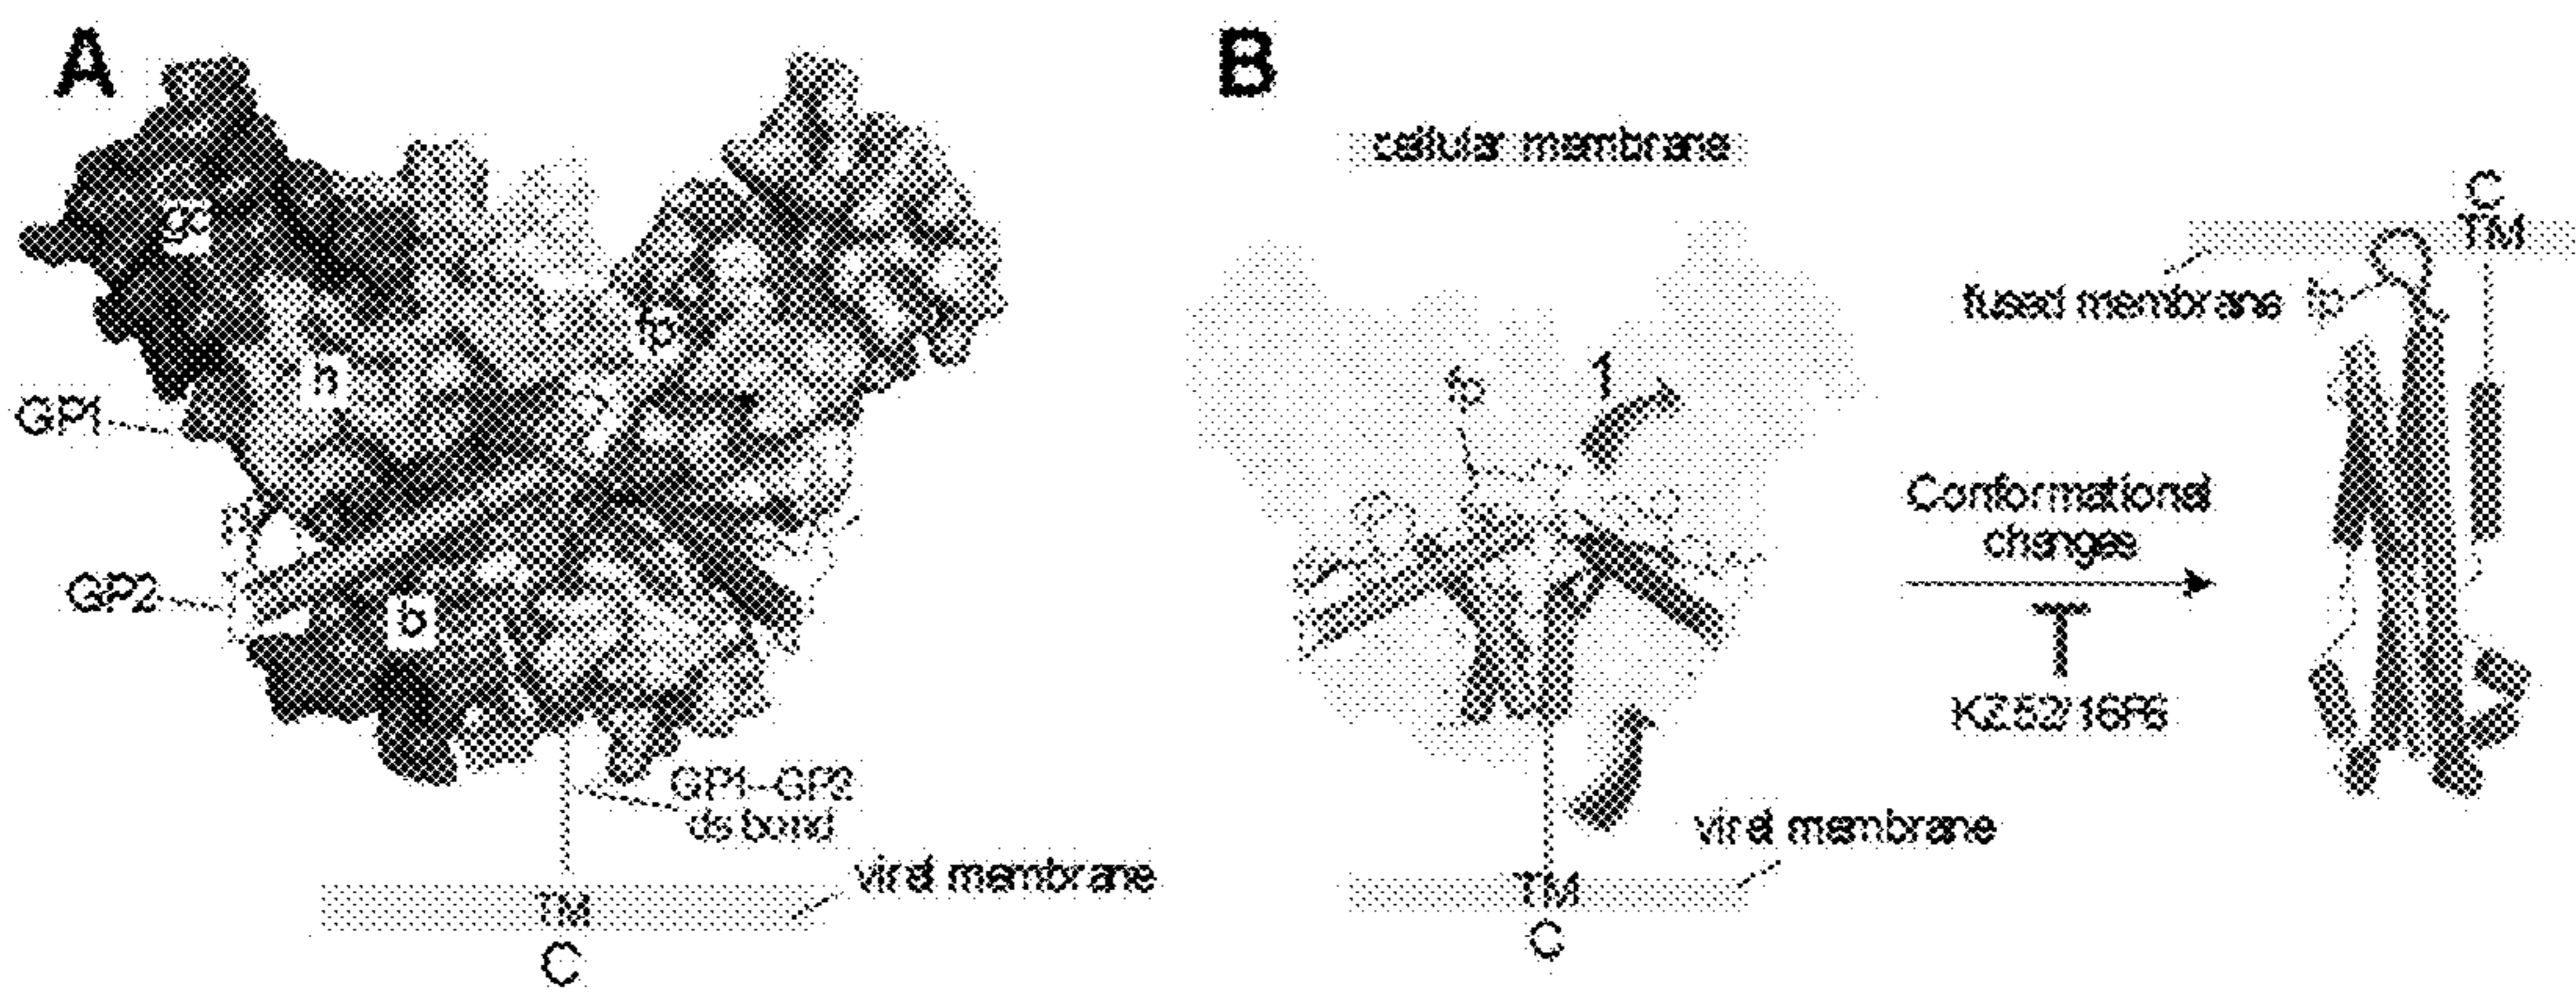 A
gc
h
fp
GP1
GP2
b
GP1-GP2
ds bond
viral membrane
TM
C
B
cellular membrane
fp
1
viral membrane
TM
C
Conformational
changes
KZ52/16F6
C
TM
fused membrane
fp